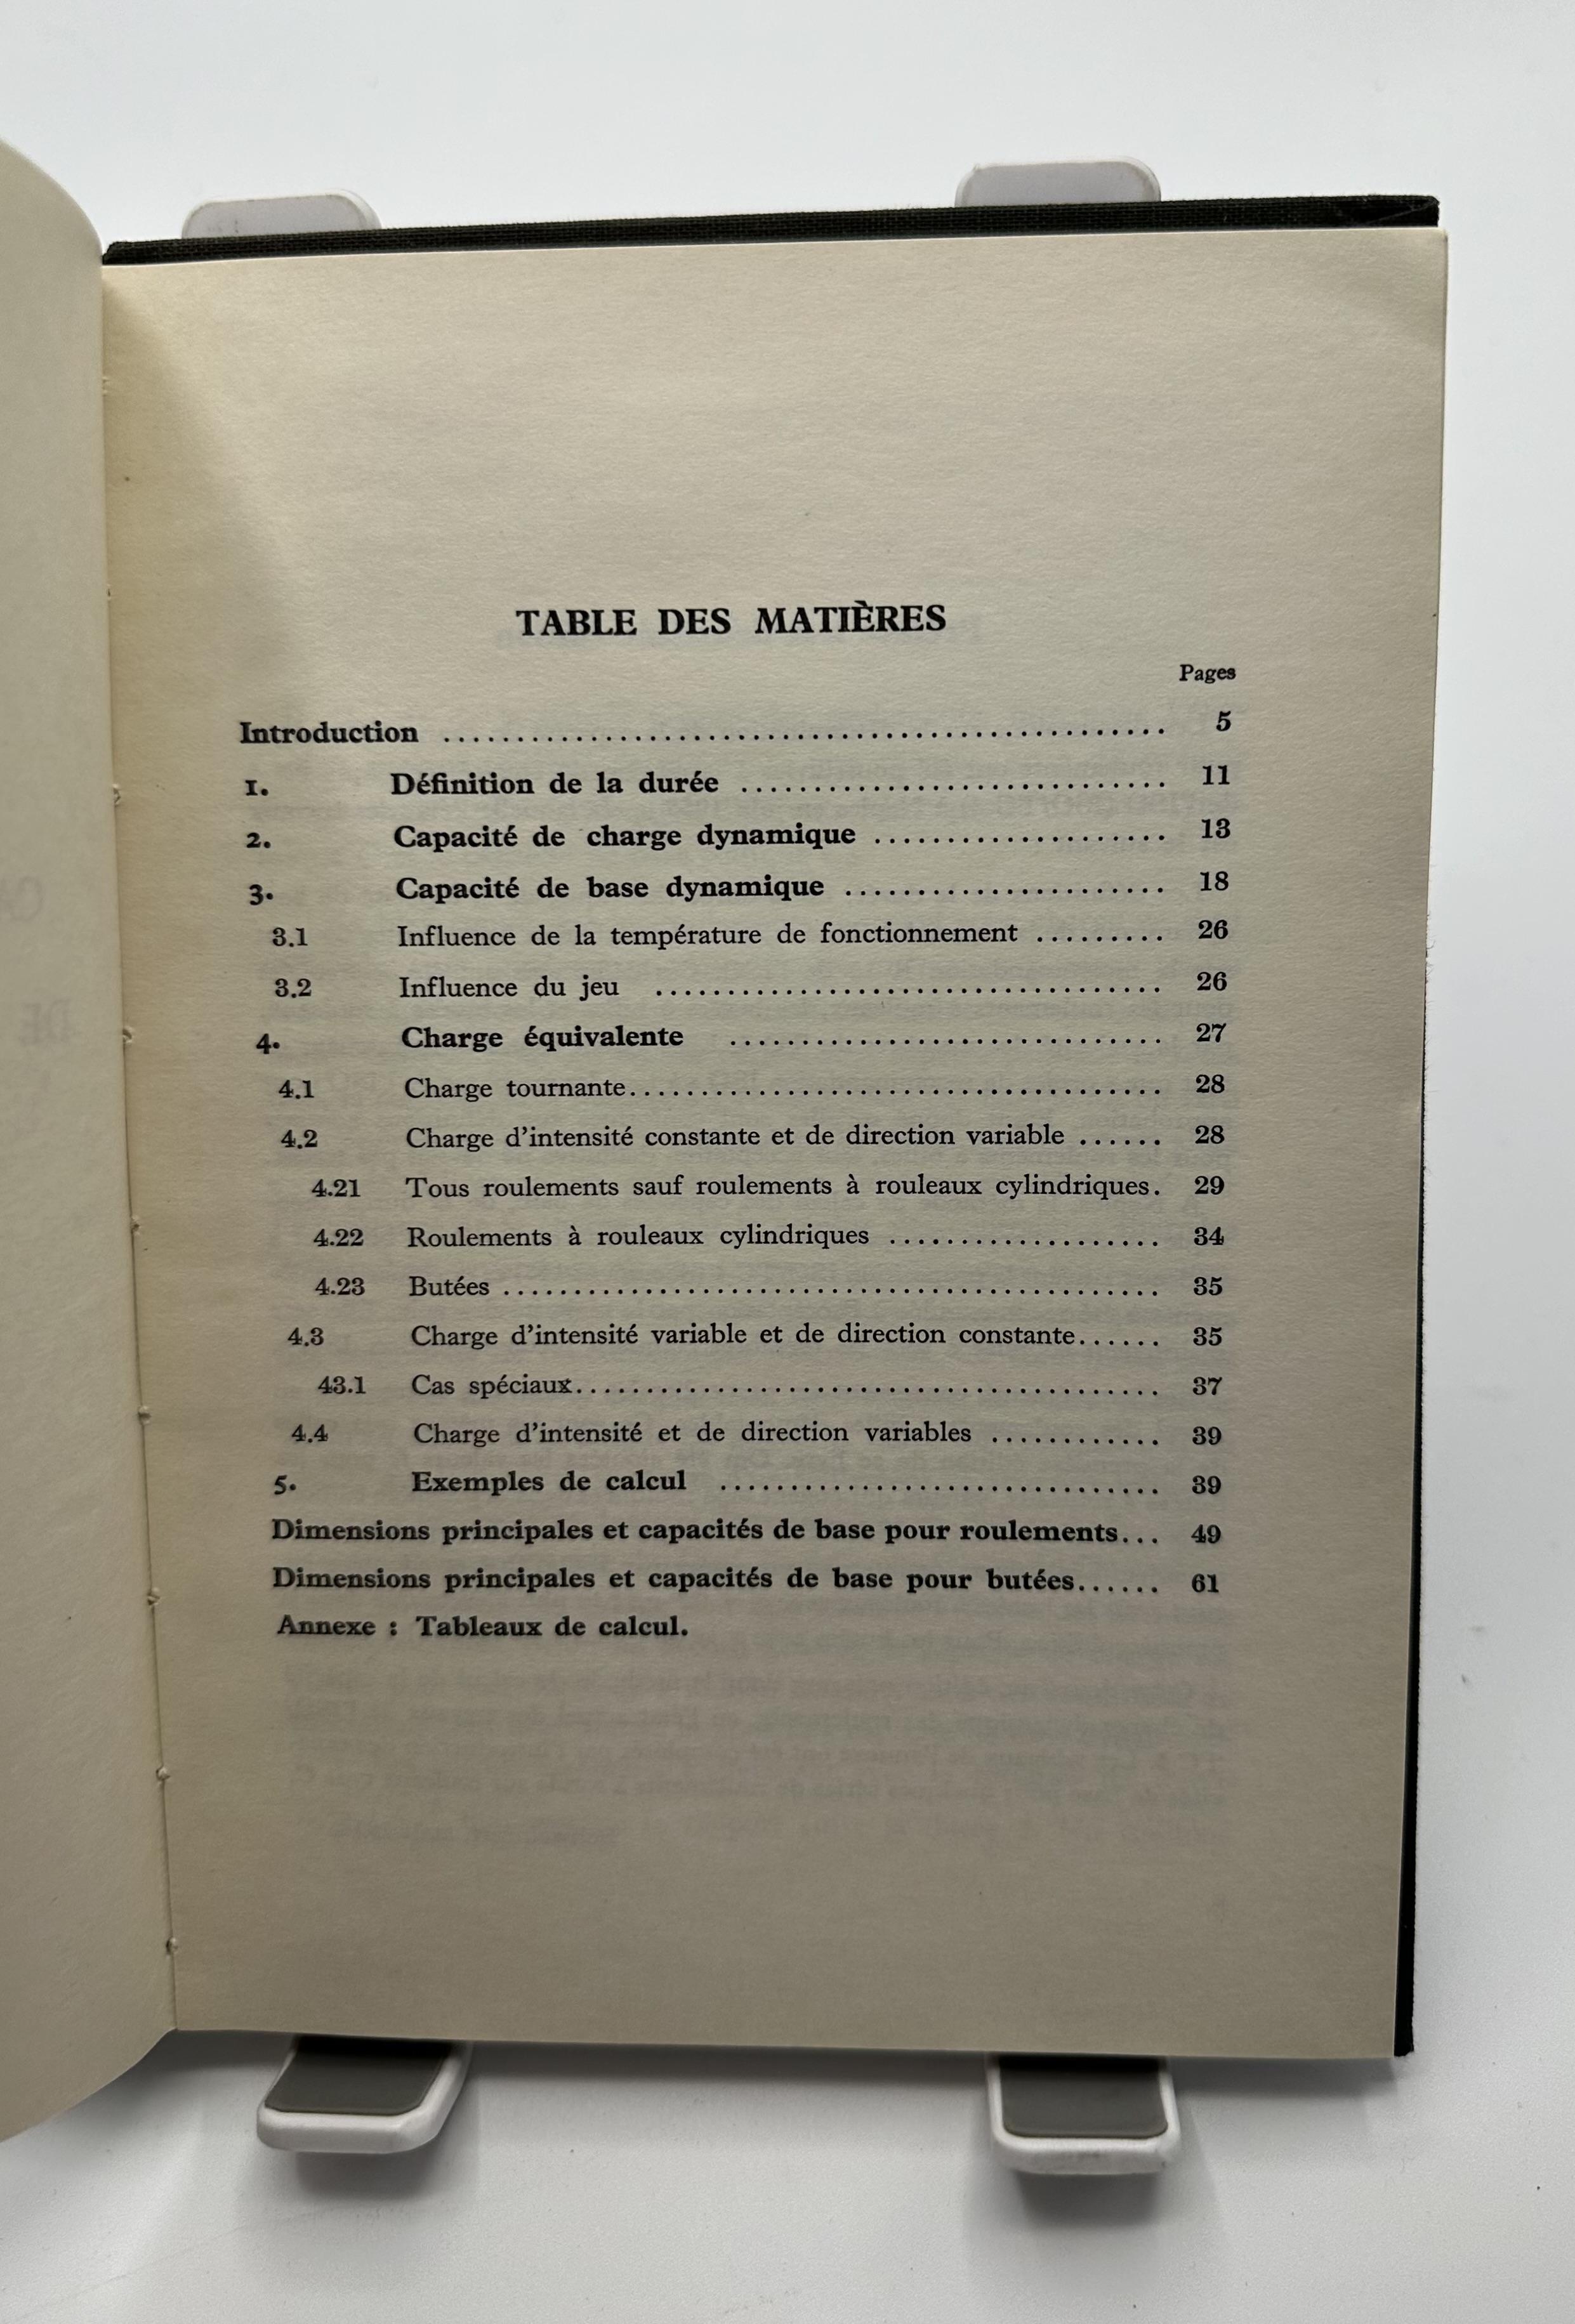 TABLE DES MATIÈRES
Pages
Introduction .................................................. 5
1. Définition de la durée .............................. 11
2. Capacité de charge dynamique .................... 13
3. Capacité de base dynamique ...................... 18
3.1 Influence de la température de fonctionnement ......... 26
3.2 Influence du jeu .................................... 26
4. Charge équivalente ............................... 27
4.1 Charge tournante...................................... 28
4.2 Charge d'intensité constante et de direction variable ...... 28
4.21 Tous roulements sauf roulements à rouleaux cylindriques. 29
4.22 Roulements à rouleaux cylindriques ................... 34
4.23 Butées ............................................... 35
4.3 Charge d'intensité variable et de direction constante...... 35
43.1 Cas spéciaux......................................... 37
4.4 Charge d'intensité et de direction variables ............ 39
5. Exemples de calcul ............................... 39
Dimensions principales et capacités de base pour roulements... 49
Dimensions principales et capacités de base pour butées...... 61
Annexe : Tableaux de calcul.